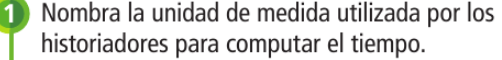 1 Nombra la unidad de medida utilizada por los
historiadores para computar el tiempo.